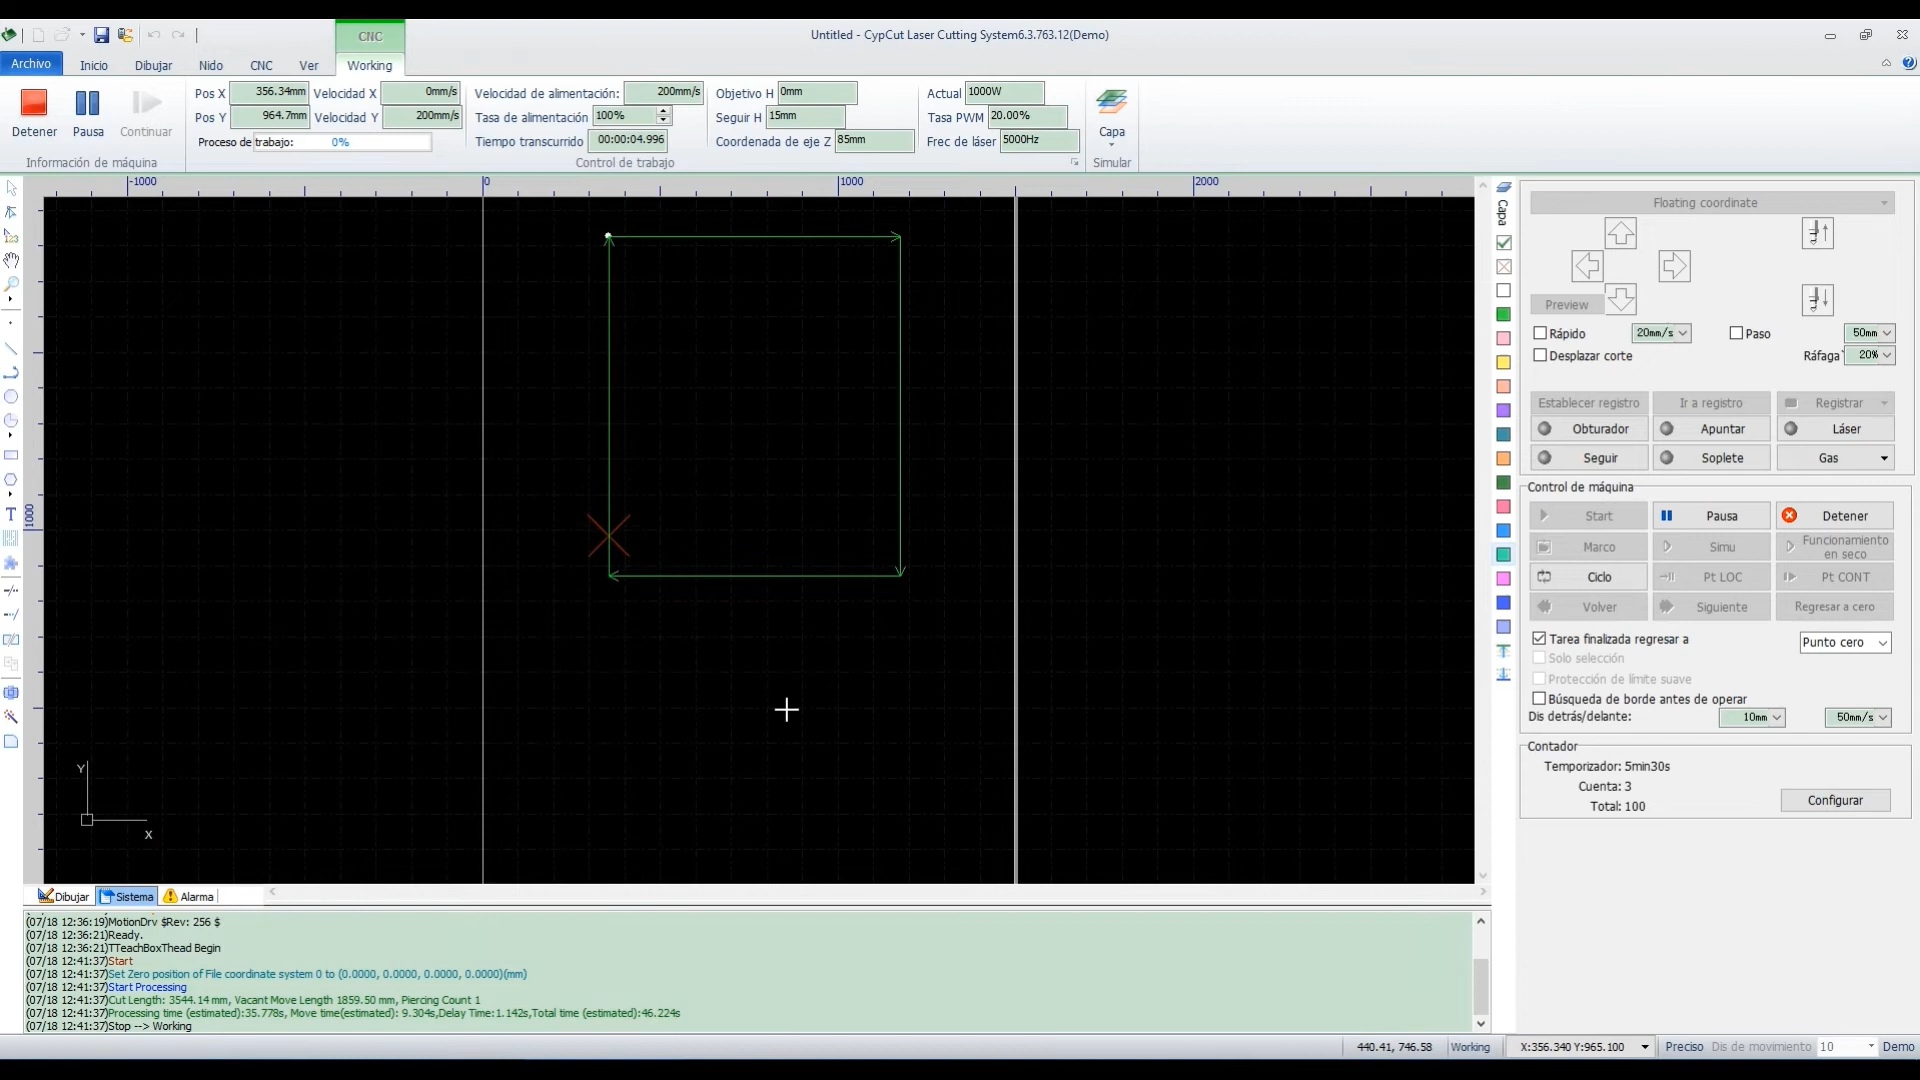 CNC
Untitled - CypCut Laser Cutting System6.3.763.12(Demo)
Archivo Inicio Dibujar Nido CNC Ver Working
Pos X 356.34mm Velocidad X 0mm/s Velocidad de alimentación: 200mm/s Objetivo H 0mm Actual 1000W
Pos Y 964.7mm Velocidad Y 200mm/s Tasa de alimentación 100% Seguir H 15mm Tasa PWM 20.00%
Detener Pausa Continuar Capa
Proceso de trabajo: 0% Tiempo transcurrido 00:00:04.996 Coordenada de eje Z 85mm Frec de láser 5000Hz
Información de máquina Control de trabajo Simular
-1000 0 1000 2000
Capa
Floating coordinate
123
Preview
Rápido 20mm/s Paso 50mm
Desplazar corte Ráfaga 20%
Establecer registro Ir a registro Registrar
Obturador Apuntar Láser
Seguir Soplete Gas
Control de máquina
1000
T
Start Pausa Detener
Marco Simu Funcionamiento en seco
Ciclo Pt LOC Pt CONT
Volver Siguiente Regresar a cero
Tarea finalizada regresar a Punto cero
Solo selección
Protección de límite suave
Búsqueda de borde antes de operar
Dis detrás/delante: 10mm 50mm/s
Contador
Temporizador: 5min30s
Cuenta: 3
Total: 100
Configurar
Y
X
Dibujar Sistema Alarma
(07/18 12:36:19)MotionDrv $Rev: 256 $
(07/18 12:36:21)Ready.
(07/18 12:36:21)TTeachBoxThead Begin
(07/18 12:41:37)Start
(07/18 12:41:37)Set Zero position of File coordinate system 0 to (0.0000, 0.0000, 0.0000, 0.0000)(mm)
(07/18 12:41:37)Start Processing
(07/18 12:41:37)Cut Length: 3544.14 mm, Vacant Move Length 1859.50 mm, Piercing Count 1
(07/18 12:41:37)Processing time (estimated):35.778s, Move time(estimated): 9.304s,Delay Time:1.142s,Total time (estimated):46.224s
(07/18 12:41:37)Stop --> Working
440.41, 746.58 Working X:356.340 Y:965.100 Preciso Dis de movimiento 10 Demo